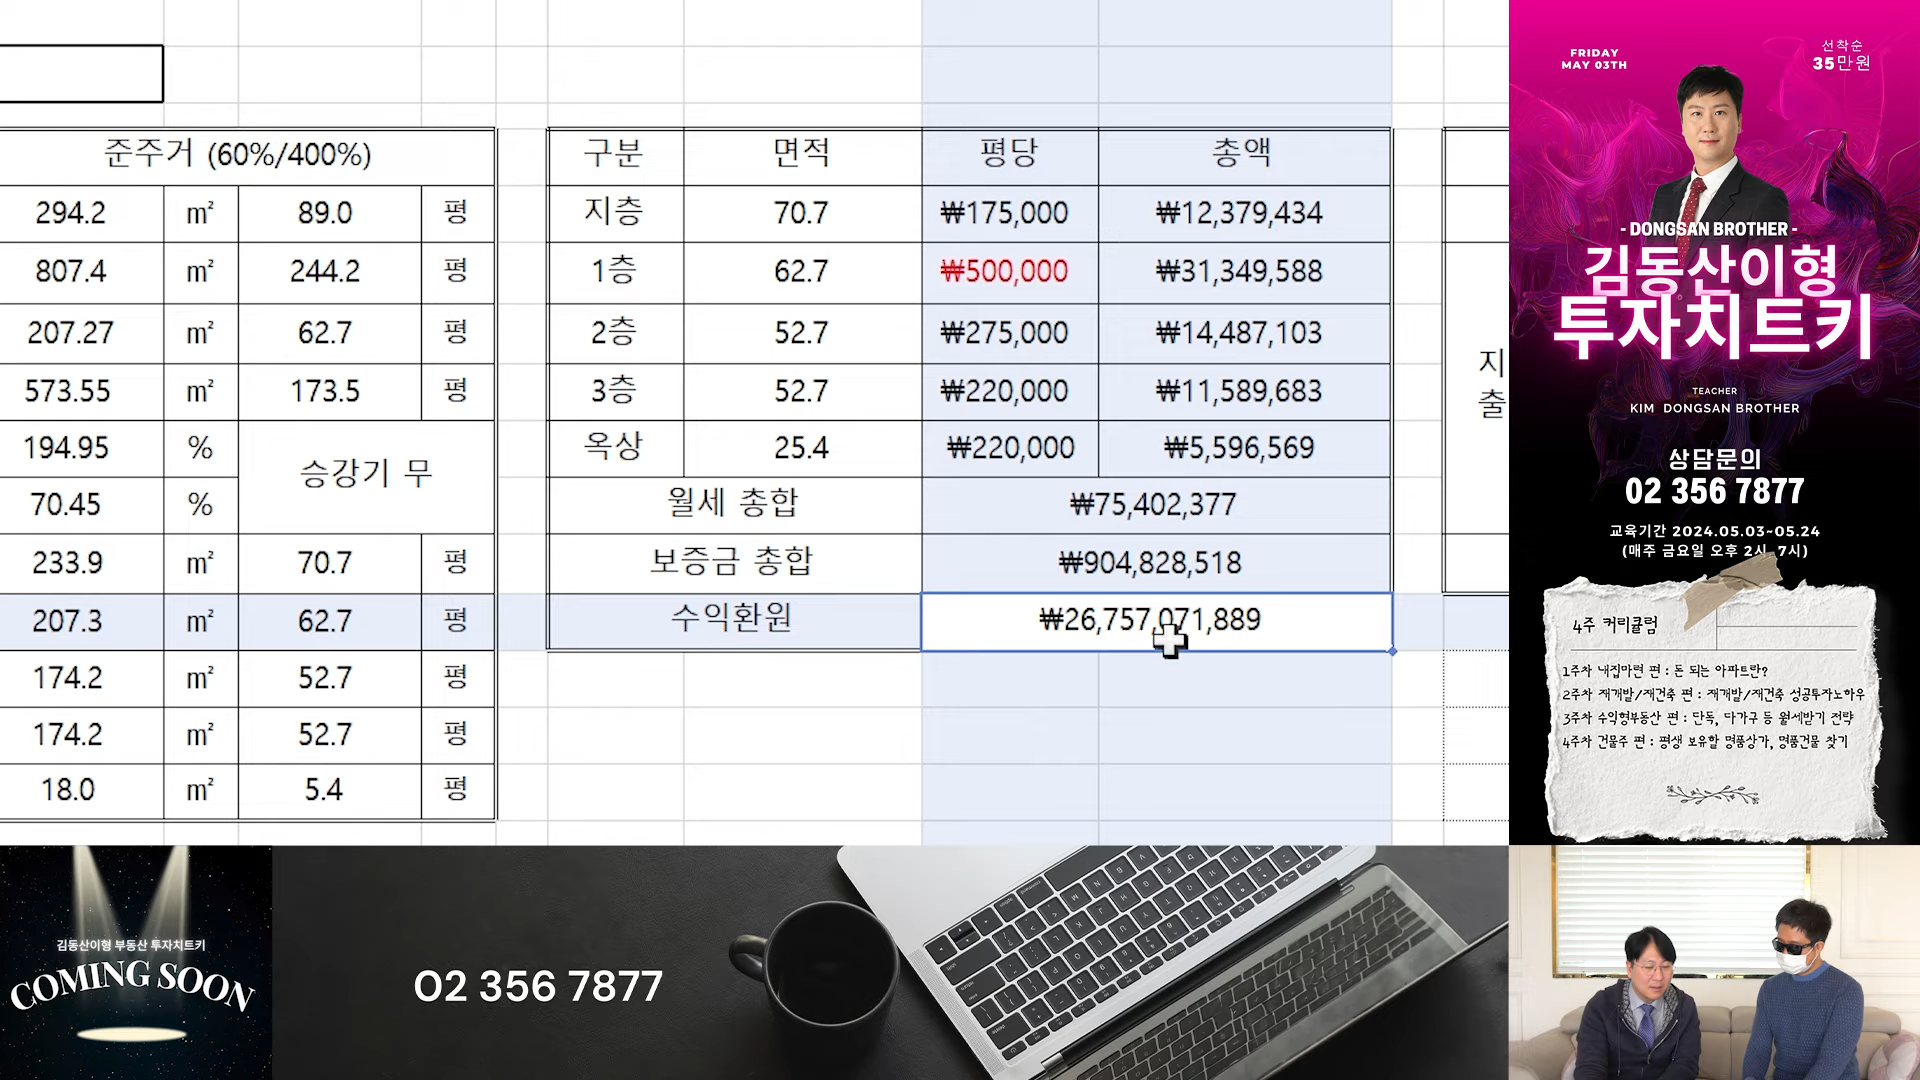 준주거 (60%/400%)
294.2 m² 89.0 평
807.4 m² 244.2 평
207.27 m² 62.7 평
573.55 m² 173.5 평
194.95 % 승강기 무
70.45 %
233.9 m² 70.7 평
207.3 m² 62.7 평
174.2 m² 52.7 평
174.2 m² 52.7 평
18.0 m² 5.4 평
구분 면적 평당 총액
지층 70.7 ₩175,000 ₩12,379,434
1층 62.7 ₩500,000 ₩31,349,588
2층 52.7 ₩275,000 ₩14,487,103
3층 52.7 ₩220,000 ₩11,589,683
옥상 25.4 ₩220,000 ₩5,596,569
월세 총합 ₩75,402,377
보증금 총합 ₩904,828,518
수익환원 ₩26,757,071,889
지
출
FRIDAY
MAY 03TH
선착순
35만원
- DONGSAN BROTHER -
김동산이형
투자치트키
TEACHER
KIM DONGSAN BROTHER
상담문의
02 356 7877
교육기간 2024.05.03~05.24
(매주 금요일 오후 2시, 7시)
4주 커리큘럼
1주차 내집마련 편 : 돈 되는 아파트란?
2주차 재개발/재건축 편 : 재개발/재건축 성공투자노하우
3주차 수익형부동산 편 : 단독, 다가구 등 월세받기 전략
4주차 건물주 편 : 평생 보유할 명품상가, 명품건물 찾기
김동산이형 부동산 투자치트키
COMING SOON
02 356 7877